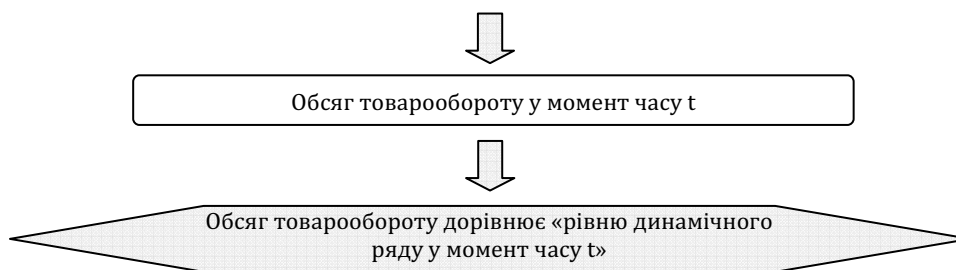 Обсяг товарообороту у момент часу t
Обсяг товарообороту дорівнює «рівню динамічного
ряду у момент часу t»